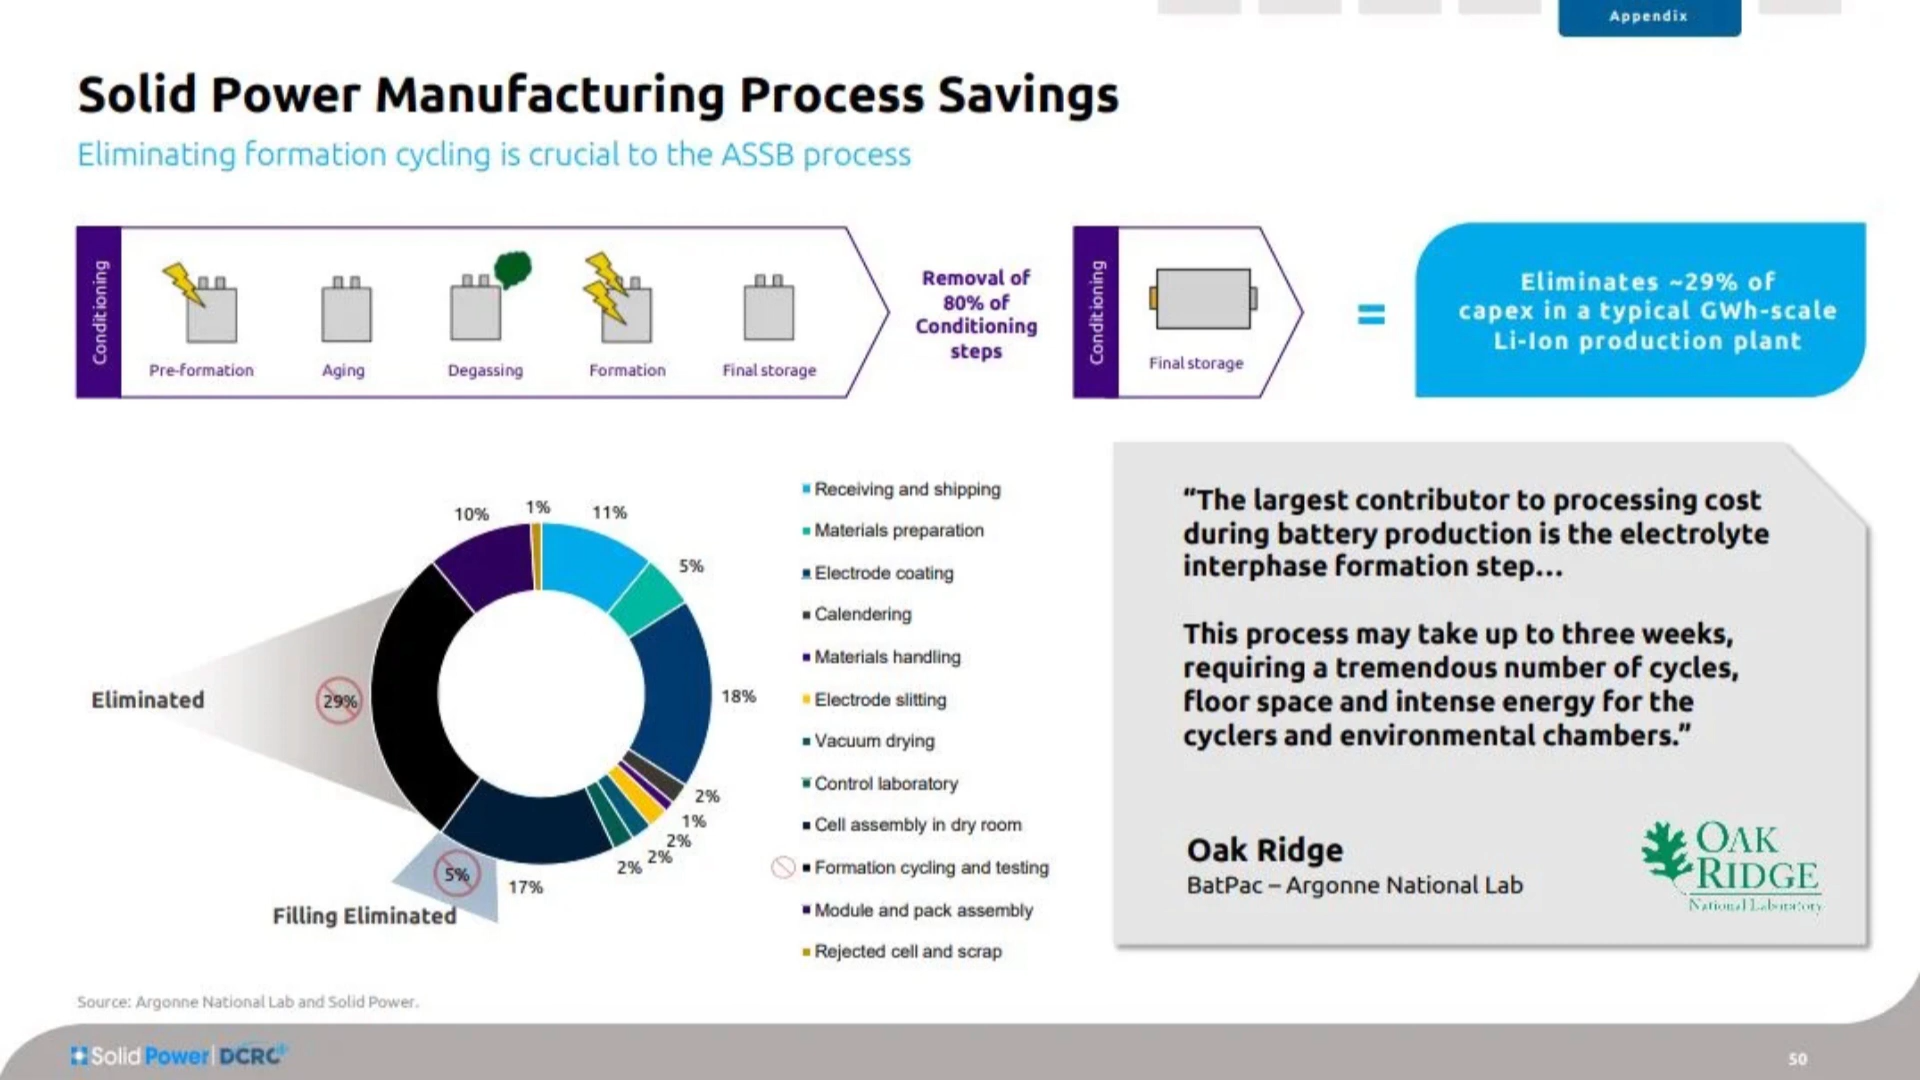 Appendix
Solid Power Manufacturing Process Savings
Eliminating formation cycling is crucial to the ASSB process
Conditioning
Pre-formation
Aging
Degassing
Formation
Final storage
Removal of
80% of
Conditioning
steps
Conditioning
Final storage
=
Eliminates ~29% of
capex in a typical GWh-scale
Li-Ion production plant
10%
1%
11%
5%
18%
2%
1%
2%
2%
2%
17%
5%
29%
Eliminated
Filling Eliminated
Receiving and shipping
Materials preparation
Electrode coating
Calendering
Materials handling
Electrode slitting
Vacuum drying
Control laboratory
Cell assembly in dry room
Formation cycling and testing
Module and pack assembly
Rejected cell and scrap
“The largest contributor to processing cost
during battery production is the electrolyte
interphase formation step...
This process may take up to three weeks,
requiring a tremendous number of cycles,
floor space and intense energy for the
cyclers and environmental chambers.”
Oak Ridge
BatPac – Argonne National Lab
OAK
RIDGE
National Laboratory
Source: Argonne National Lab and Solid Power.
Solid Power | DCRC
50